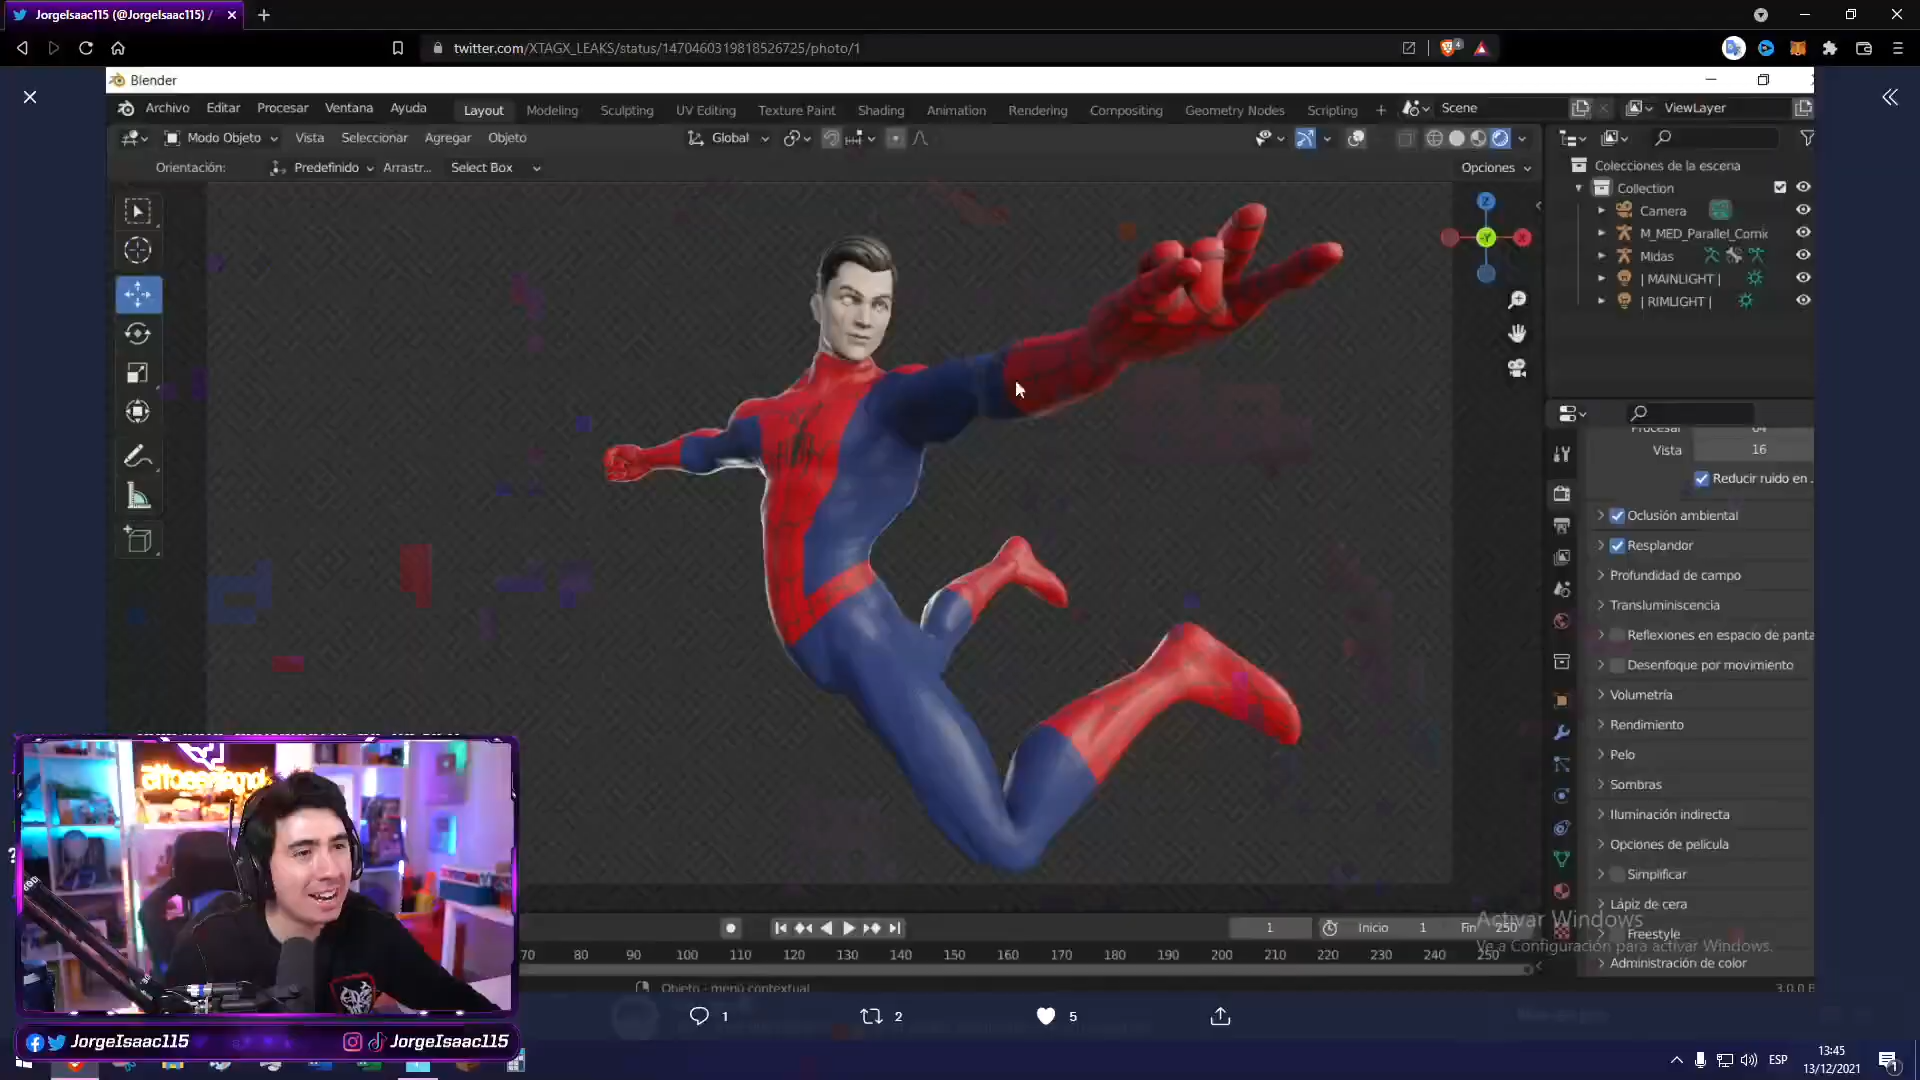 JorgeIsaac115 (@JorgeIsaac115) /
twitter.com/XTAGX_LEAKS/status/1470460319818526725/photo/1
Blender
Archivo Editar Procesar Ventana Ayuda Layout Modeling Sculpting UV Editing Texture Paint Shading Animation Rendering Compositing Geometry Nodes Scripting + Scene ViewLayer
Modo Objeto Vista Seleccionar Agregar Objeto Global
Orientación: Predefinido Arrastr... Select Box Opciones
Colecciones de la escena
Collection
Camera
M_MED_Parallel_Comic
Midas
| MAINLIGHT |
| RIMLIGHT |
Z
Y
X
Procesar 64
Vista 16
Reducir ruido en .
Oclusión ambiental
Resplandor
Profundidad de campo
Transluminiscencia
Reflexiones en espacio de panta
Desenfoque por movimiento
Volumetría
Rendimiento
Pelo
Sombras
Iluminación indirecta
Opciones de película
Simplificar
Lápiz de cera
Freestyle
Administración de color
Activar Windows
Ve a Configuración para activar Windows.
1 Inicio 1 Fin 250
70 80 90 100 110 120 130 140 150 160 170 180 190 200 210 220 230 240 250
Objeto - menú contextual
3.0.0 B
1 2 5
JorgeIsaac115 JorgeIsaac115
ESP
13:45
13/12/2021